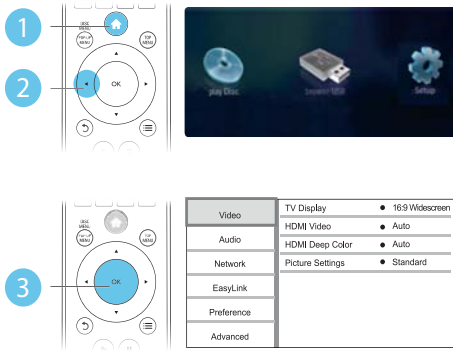 1
DISC MENU
POP-UP MENU
TOP MENU
2
OK
play Disc
browse USB
Setup
DISC MENU
POP-UP MENU
TOP MENU
3
OK
Video
Audio
Network
EasyLink
Preference
Advanced
TV Display 16:9 Widescreen
HDMI Video Auto
HDMI Deep Color Auto
Picture Settings Standard